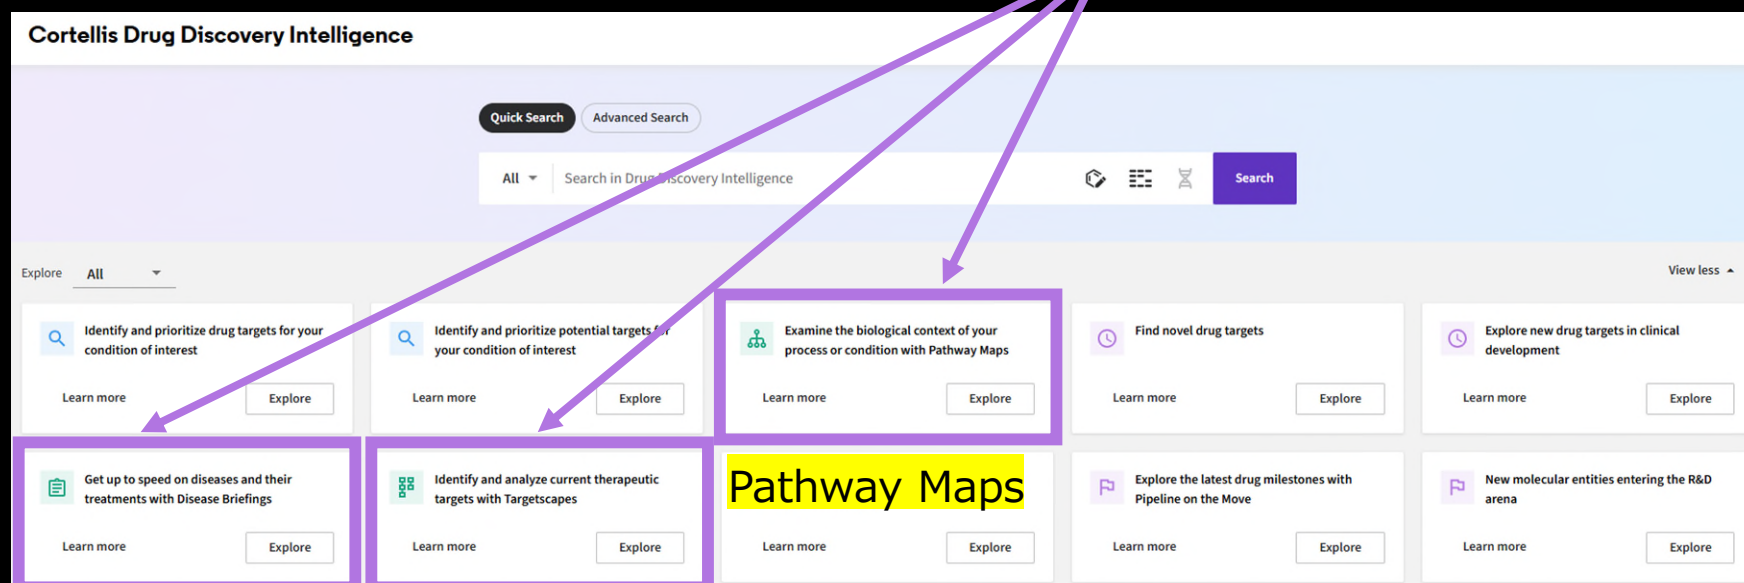 Cortellis Drug Discovery Intelligence
Quick Search
Advanced Search
All
Search in Drug Discovery Intelligence
Search
Explore
All
View less
Identify and prioritize drug targets for your
condition of interest
Learn more
Explore
Identify and prioritize potential targets for
your condition of interest
Learn more
Explore
Examine the biological context of your
process or condition with Pathway Maps
Learn more
Explore
Find novel drug targets
Learn more
Explore
Explore new drug targets in clinical
development
Learn more
Explore
Get up to speed on diseases and their
treatments with Disease Briefings
Learn more
Explore
Identify and analyze current therapeutic
targets with Targetscapes
Learn more
Explore
Pathway Maps
Learn more
Explore
Explore the latest drug milestones with
Pipeline on the Move
Learn more
Explore
New molecular entities entering the R&D
arena
Learn more
Explore